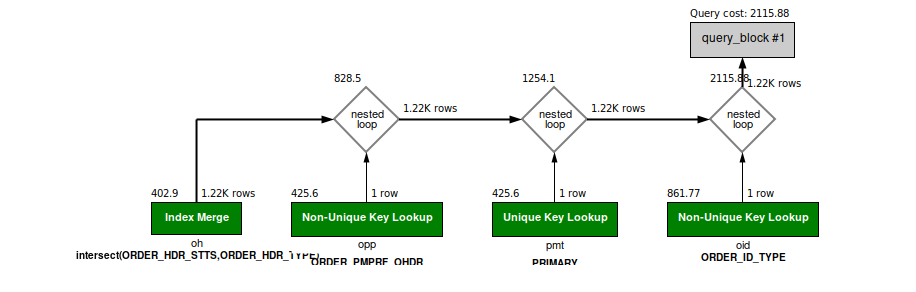 Query cost: 2115.88
query_block #1
828.5
1254.1
2115.88
1.22K rows
nested
loop
1.22K rows
nested
loop
1.22K rows
nested
loop
402.9
1.22K rows
425.6
1 row
425.6
1 row
861.77
1 row
Index Merge
Non-Unique Key Lookup
Unique Key Lookup
Non-Unique Key Lookup
oh
opp
pmt
oid
intersect(ORDER_HDR_STTS,ORDER_HDR_TYPE)
ORDER_PMPRF_OHDR
PRIMARY
ORDER_ID_TYPE